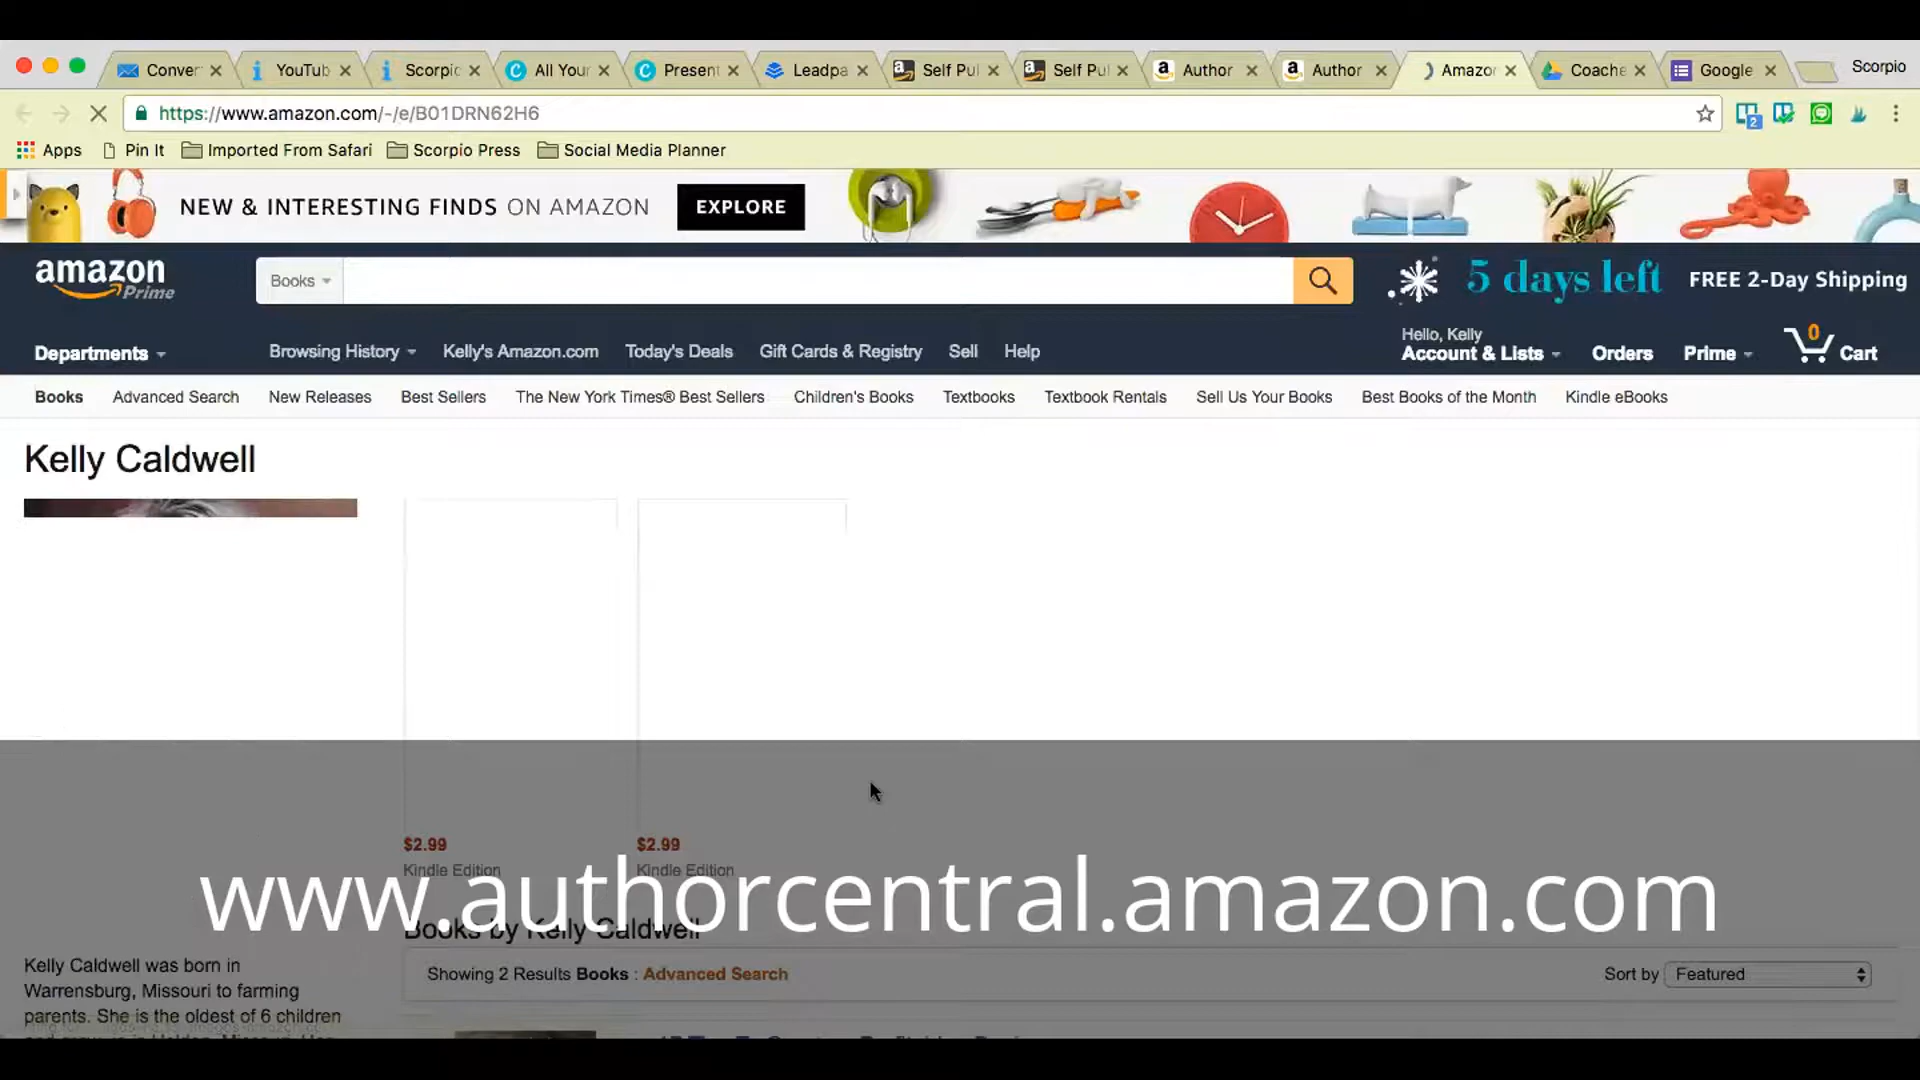 Conver YouTub Scorpio All Your Present Leadpa Self Pul Self Pul Author Author Amazon Coache Google Scorpio
https://www.amazon.com/-/e/B01DRN62H6
2
Apps Pin It Imported From Safari Scorpio Press Social Media Planner
NEW & INTERESTING FINDS ON AMAZON EXPLORE
amazon Prime Books 5 days left FREE 2-Day Shipping
Hello, Kelly
Departments Browsing History Kelly's Amazon.com Today's Deals Gift Cards & Registry Sell Help Account & Lists Orders Prime 0 Cart
Books Advanced Search New Releases Best Sellers The New York Times® Best Sellers Children's Books Textbooks Textbook Rentals Sell Us Your Books Best Books of the Month Kindle eBooks
Kelly Caldwell
$2.99 $2.99
Kindle Edition Kindle Edition
www.authorcentral.amazon.com
Books by Kelly Caldwell
Showing 2 Results Books : Advanced Search Sort by Featured
Kelly Caldwell was born in
Warrensburg, Missouri to farming
parents. She is the oldest of 6 children